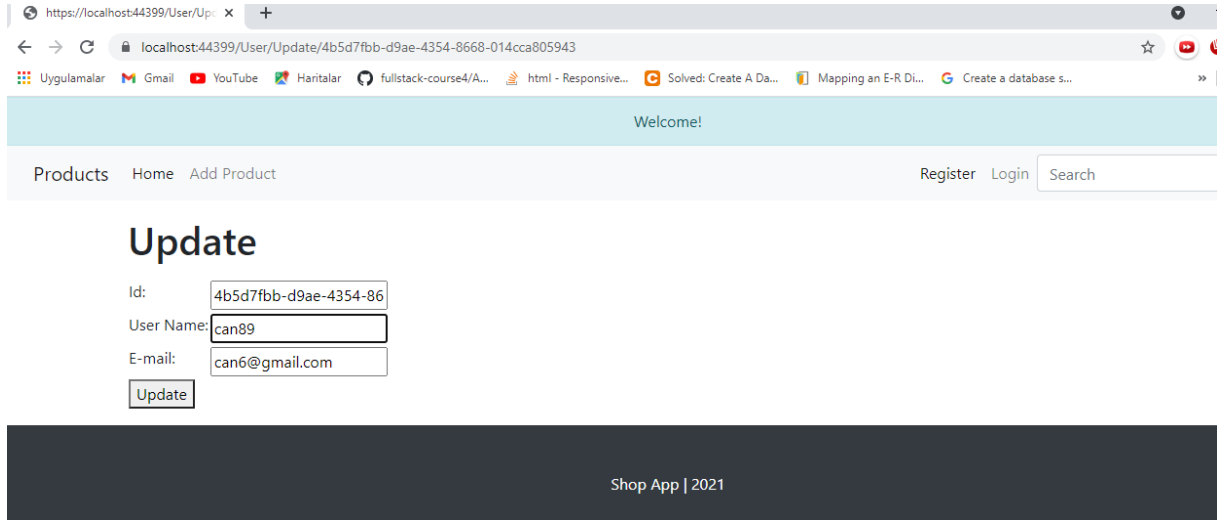 https://localhost:44399/User/Upd
localhost:44399/User/Update/4b5d7fbb-d9ae-4354-8668-014cca805943
Uygulamalar Gmail YouTube Haritalar fullstack-course4/A... html - Responsive... Solved: Create A Da... Mapping an E-R Di... Create a database s... »
Welcome!
Products Home Add Product Register Login Search
Update
Id: 4b5d7fbb-d9ae-4354-86
User Name: can89
E-mail: can6@gmail.com
Update
Shop App | 2021